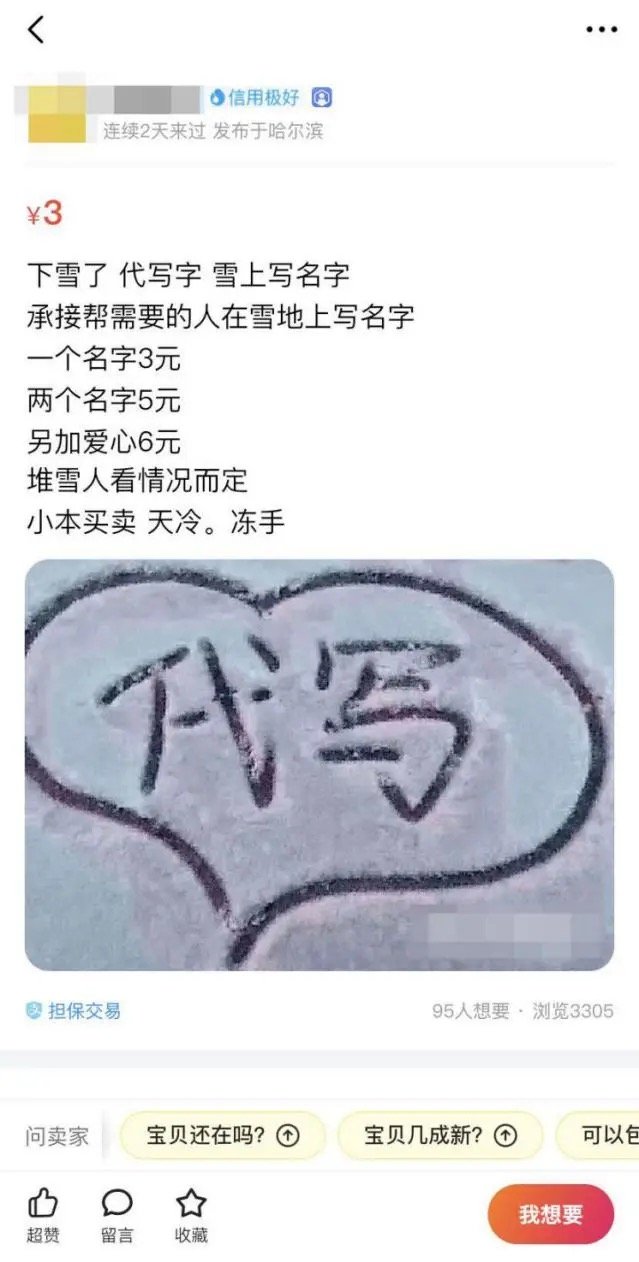 信用极好
连续2天来过 发布于哈尔滨
¥3
下雪了 代写字 雪上写名字
承接帮需要的人在雪地上写名字
一个名字3元
两个名字5元
另加爱心6元
堆雪人看情况而定
小本买卖 天冷。冻手
代写
担保交易
95人想要 · 浏览3305
问卖家 宝贝还在吗? 宝贝几成新? 可以
超赞 留言 收藏 我想要